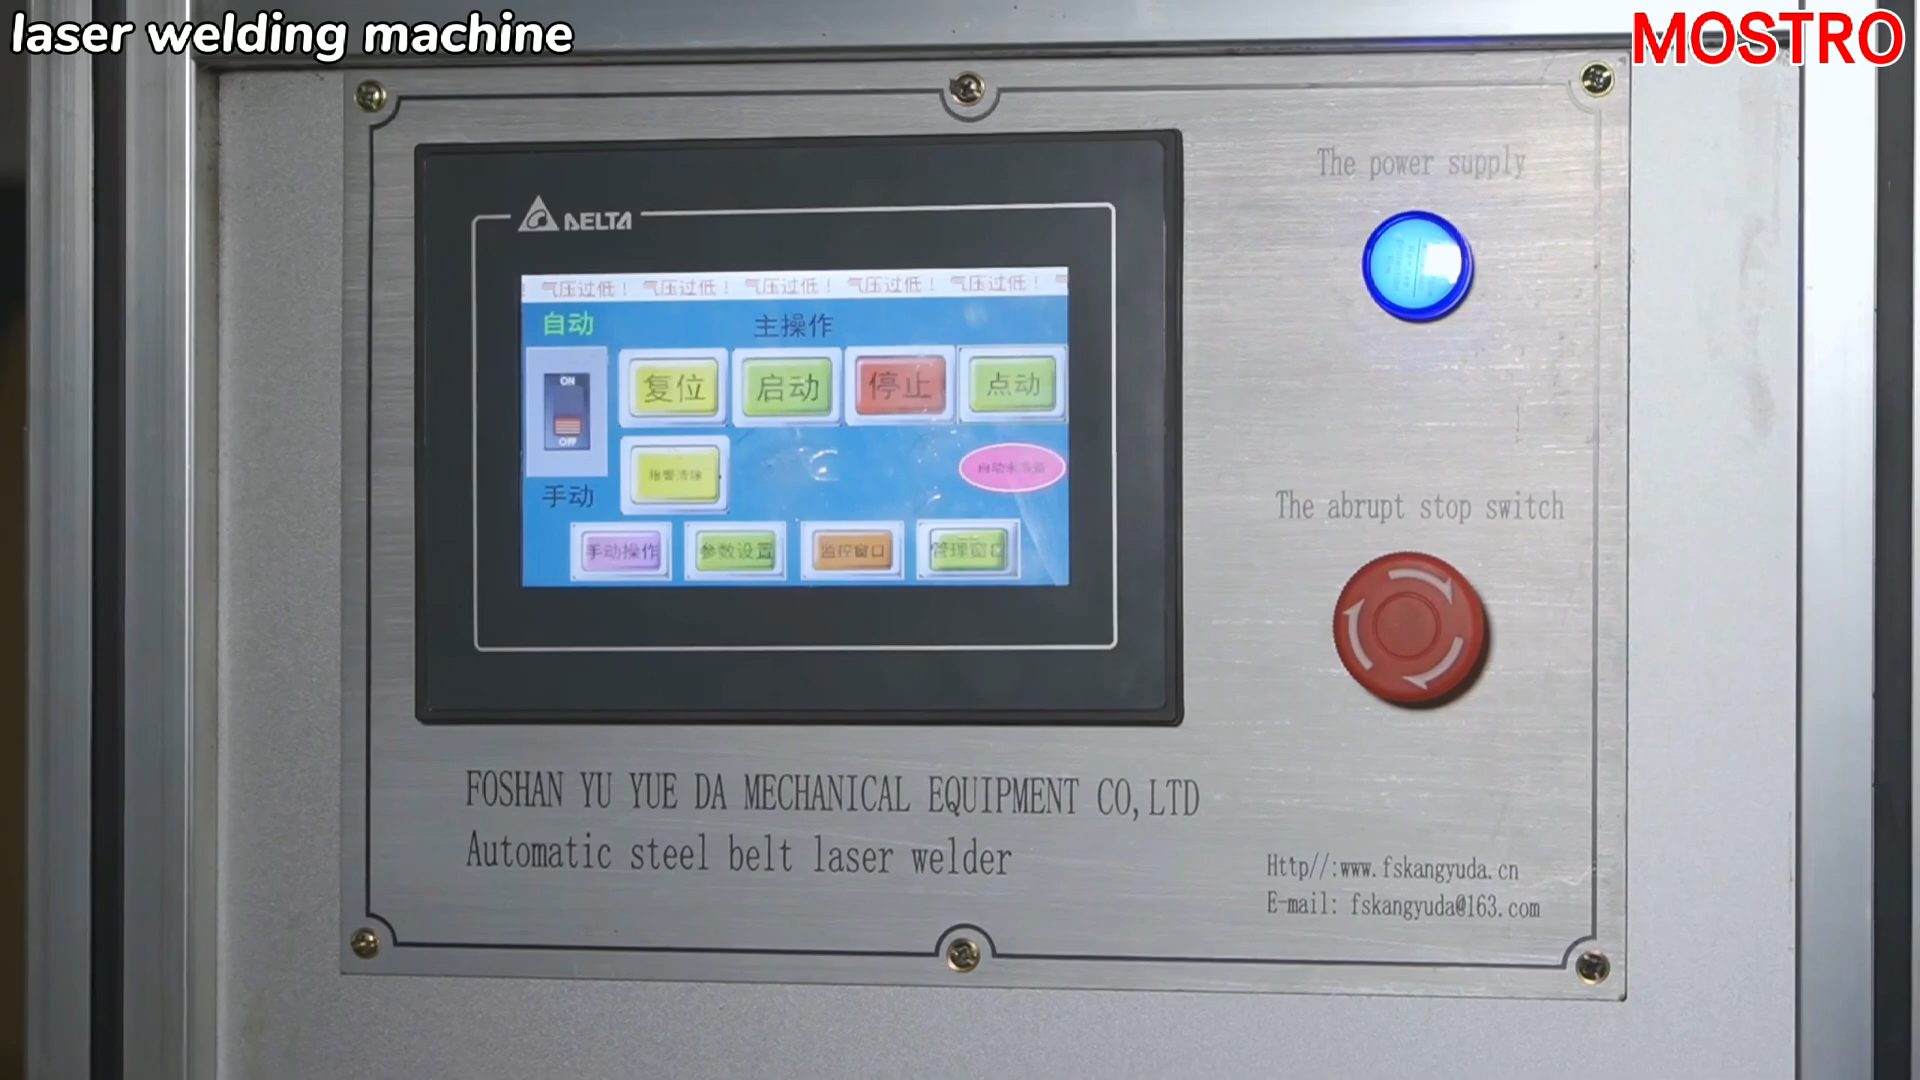 laser welding machine
MOSTRO
The power supply
DELTA
气压过低! 气压过低! 气压过低! 气压过低! 气压过低!
自动
主操作
ON
OFF
复位
启动
停止
点动
手动
报警清除
手动操作
参数设置
监控窗口
管理窗口
The abrupt stop switch
FOSHAN YU YUE DA MECHANICAL EQUIPMENT CO,LTD
Automatic steel belt laser welder
Http//:www.fskangyuda.cn
E-mail: fskangyuda@163.com